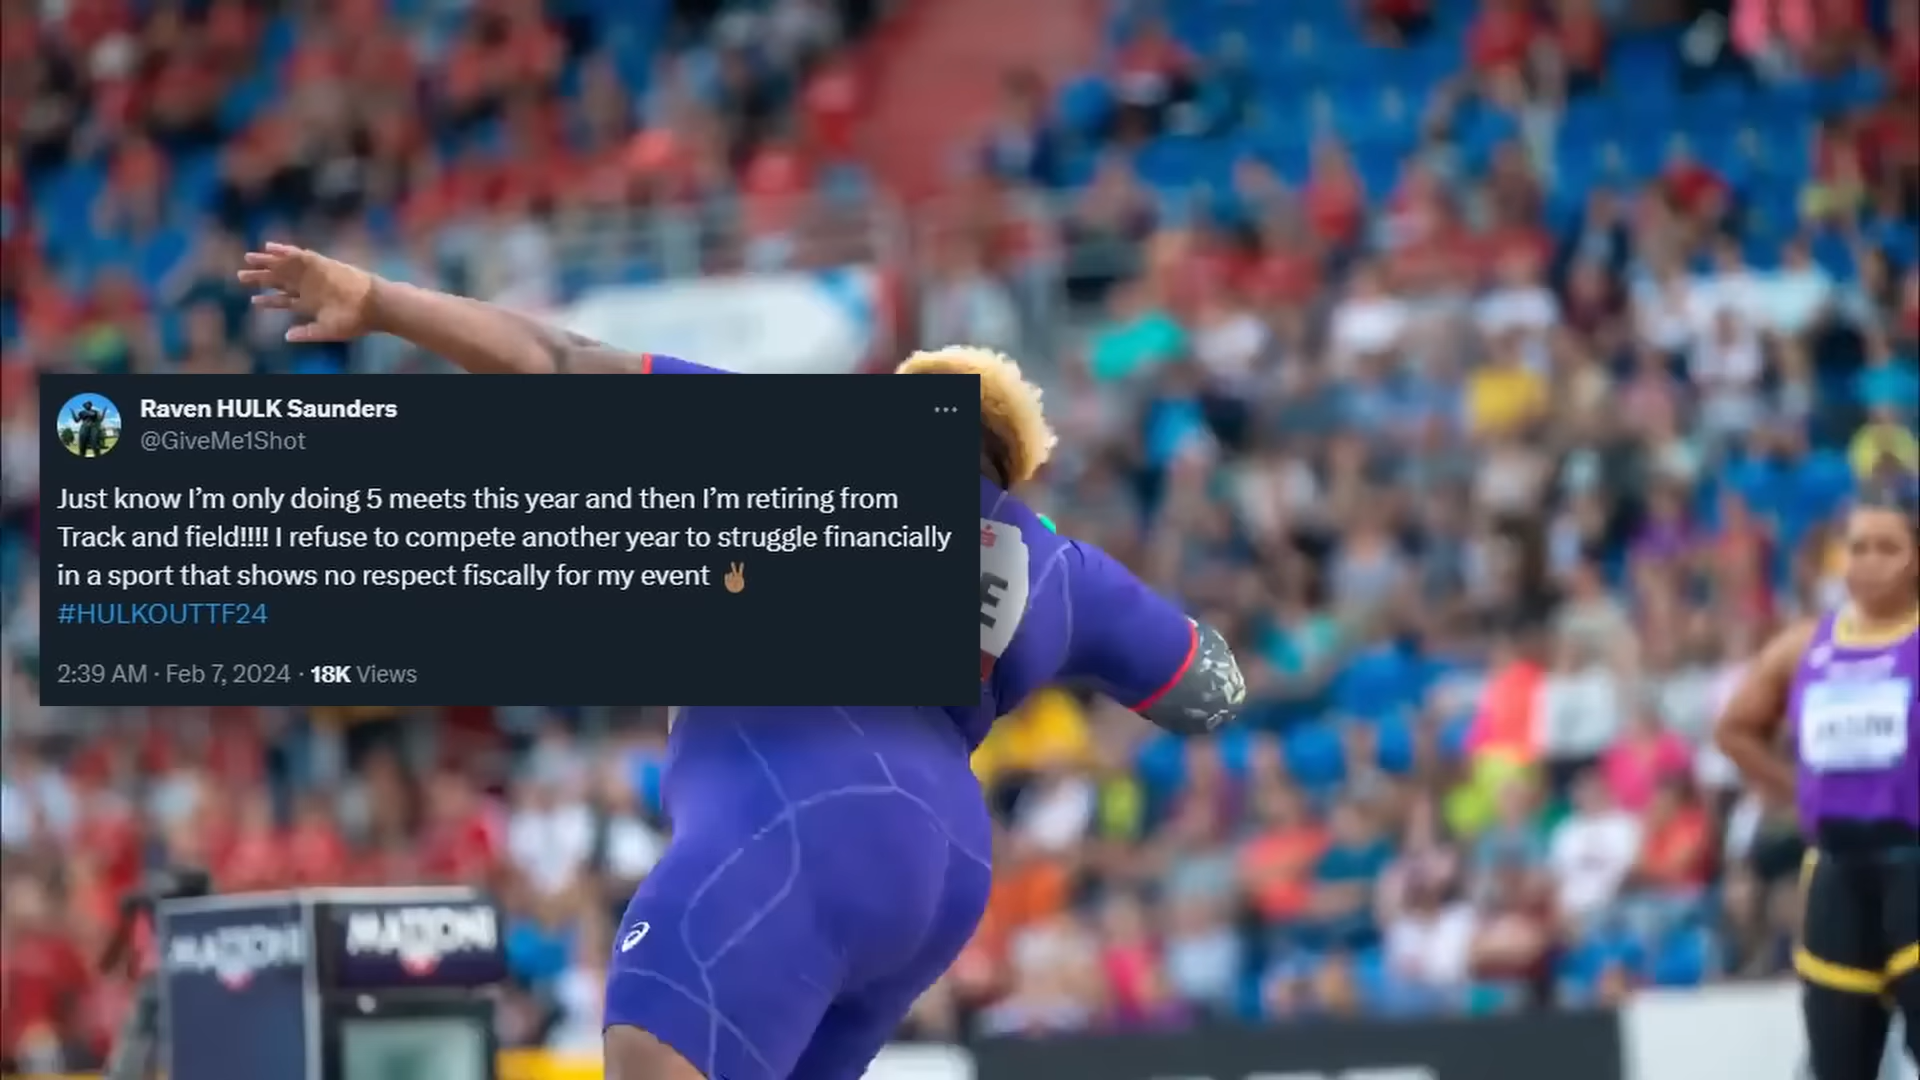 Raven HULK Saunders
@GiveMe1Shot
Just know I’m only doing 5 meets this year and then I’m retiring from
Track and field!!!! I refuse to compete another year to struggle financially
in a sport that shows no respect fiscally for my event ✌🏽
#HULKOUTTF24
2:39 AM · Feb 7, 2024 · 18K Views
E
MATTONI MATTONI